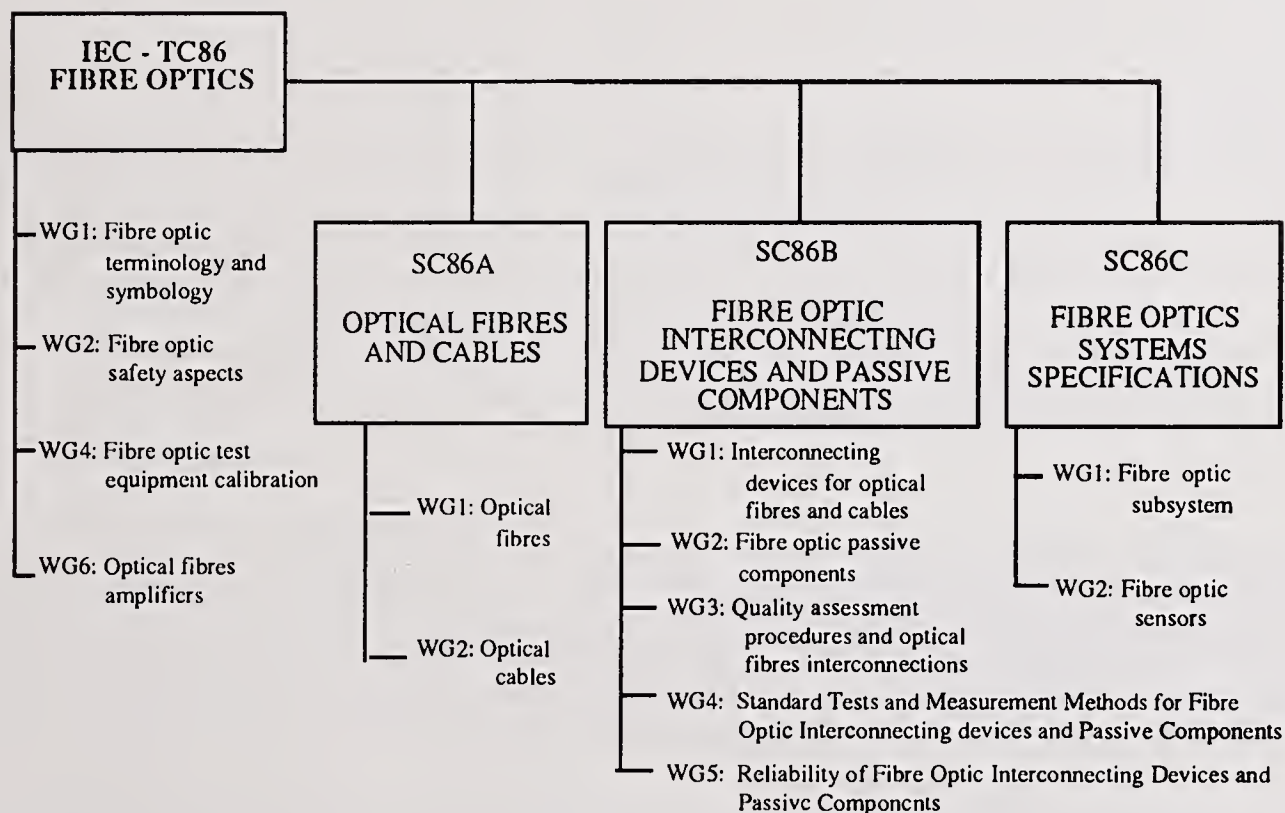 IEC - TC86
FIBRE OPTICS
WG1: Fibre optic
terminology and
symbology
WG2: Fibre optic
safety aspects
WG4: Fibre optic test
equipment calibration
WG6: Optical fibres
amplifiers
SC86A
OPTICAL FIBRES
AND CABLES
WG1: Optical
fibres
WG2: Optical
cables
SC86B
FIBRE OPTIC
INTERCONNECTING
DEVICES AND PASSIVE
COMPONENTS
WG1: Interconnecting
devices for optical
fibres and cables
WG2: Fibre optic passive
components
WG3: Quality assessment
procedures and optical
fibres interconnections
WG4: Standard Tests and Measurement Methods for Fibre
Optic Interconnecting devices and Passive Components
WG5: Reliability of Fibre Optic Interconnecting Devices and
Passive Components
SC86C
FIBRE OPTICS
SYSTEMS
SPECIFICATIONS
WG1: Fibre optic
subsystem
WG2: Fibre optic
sensors